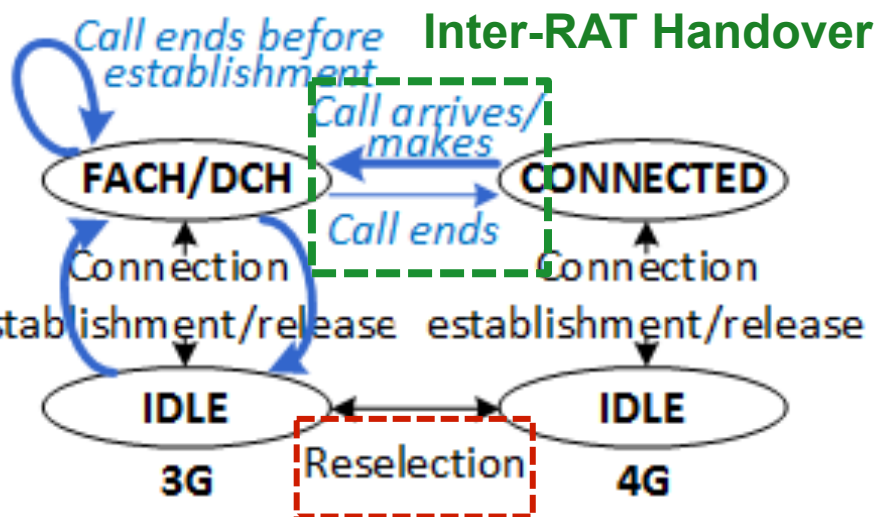 Call ends before
establishment
Inter-RAT Handover
Call arrives/
makes
FACH/DCH
CONNECTED
Call ends
Connection
Connection
stablishment/release
establishment/release
IDLE
IDLE
Reselection
3G
4G